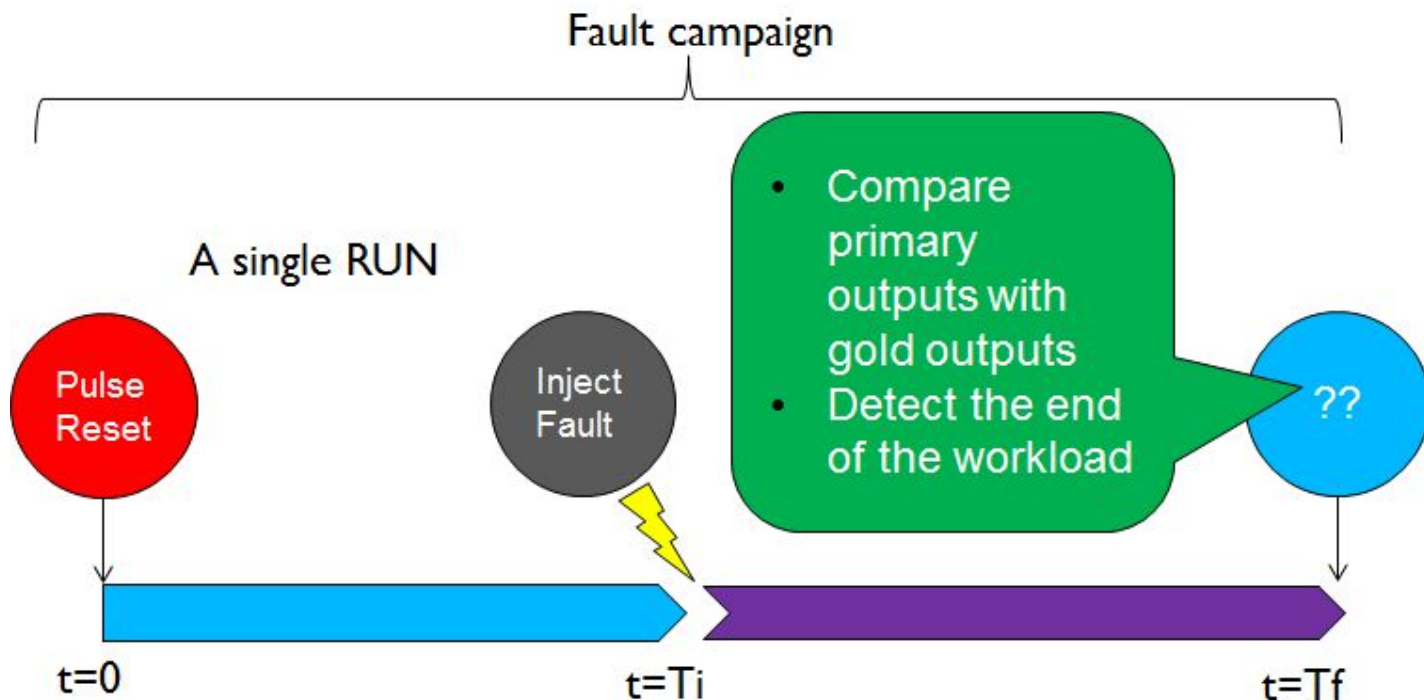 Fault campaign
A single RUN
Pulse
Reset
Inject
Fault
• Compare
primary
outputs with
gold outputs
• Detect the end
of the workload
??
t=0
t=Ti
t=Tf